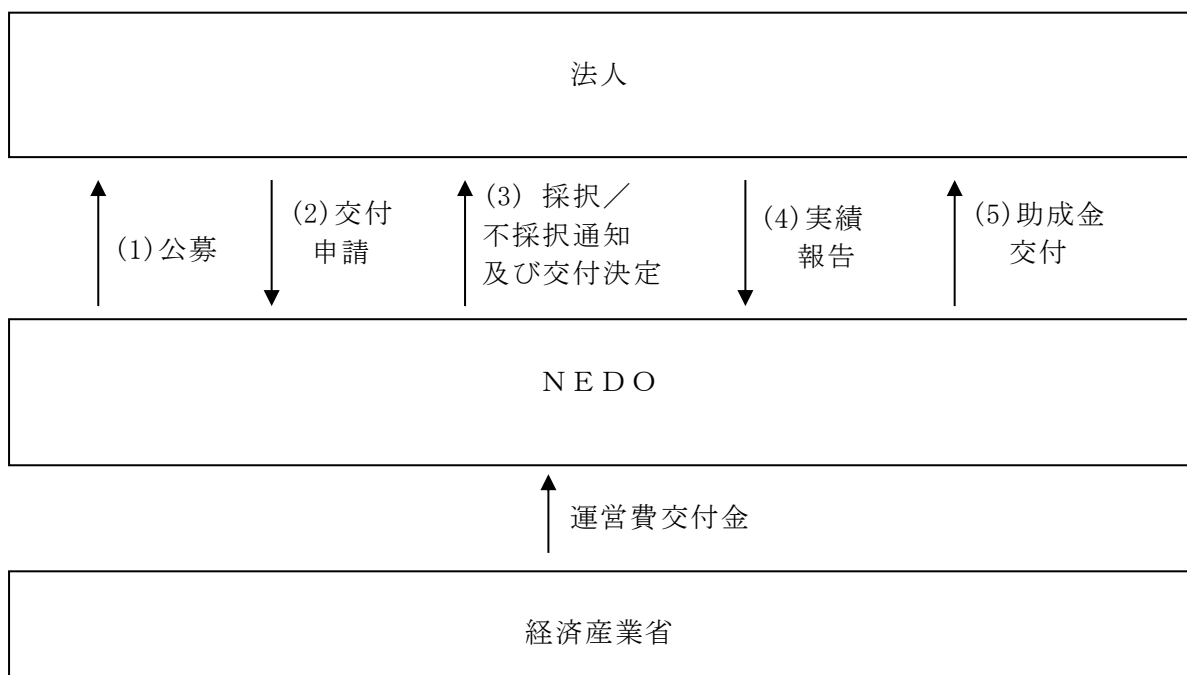 法人
(1)公募
(2)交付
申請
(3) 採択／
不採択通知
及び交付決定
(4)実績
報告
(5)助成金
交付
ＮＥＤＯ
運営費交付金
経済産業省